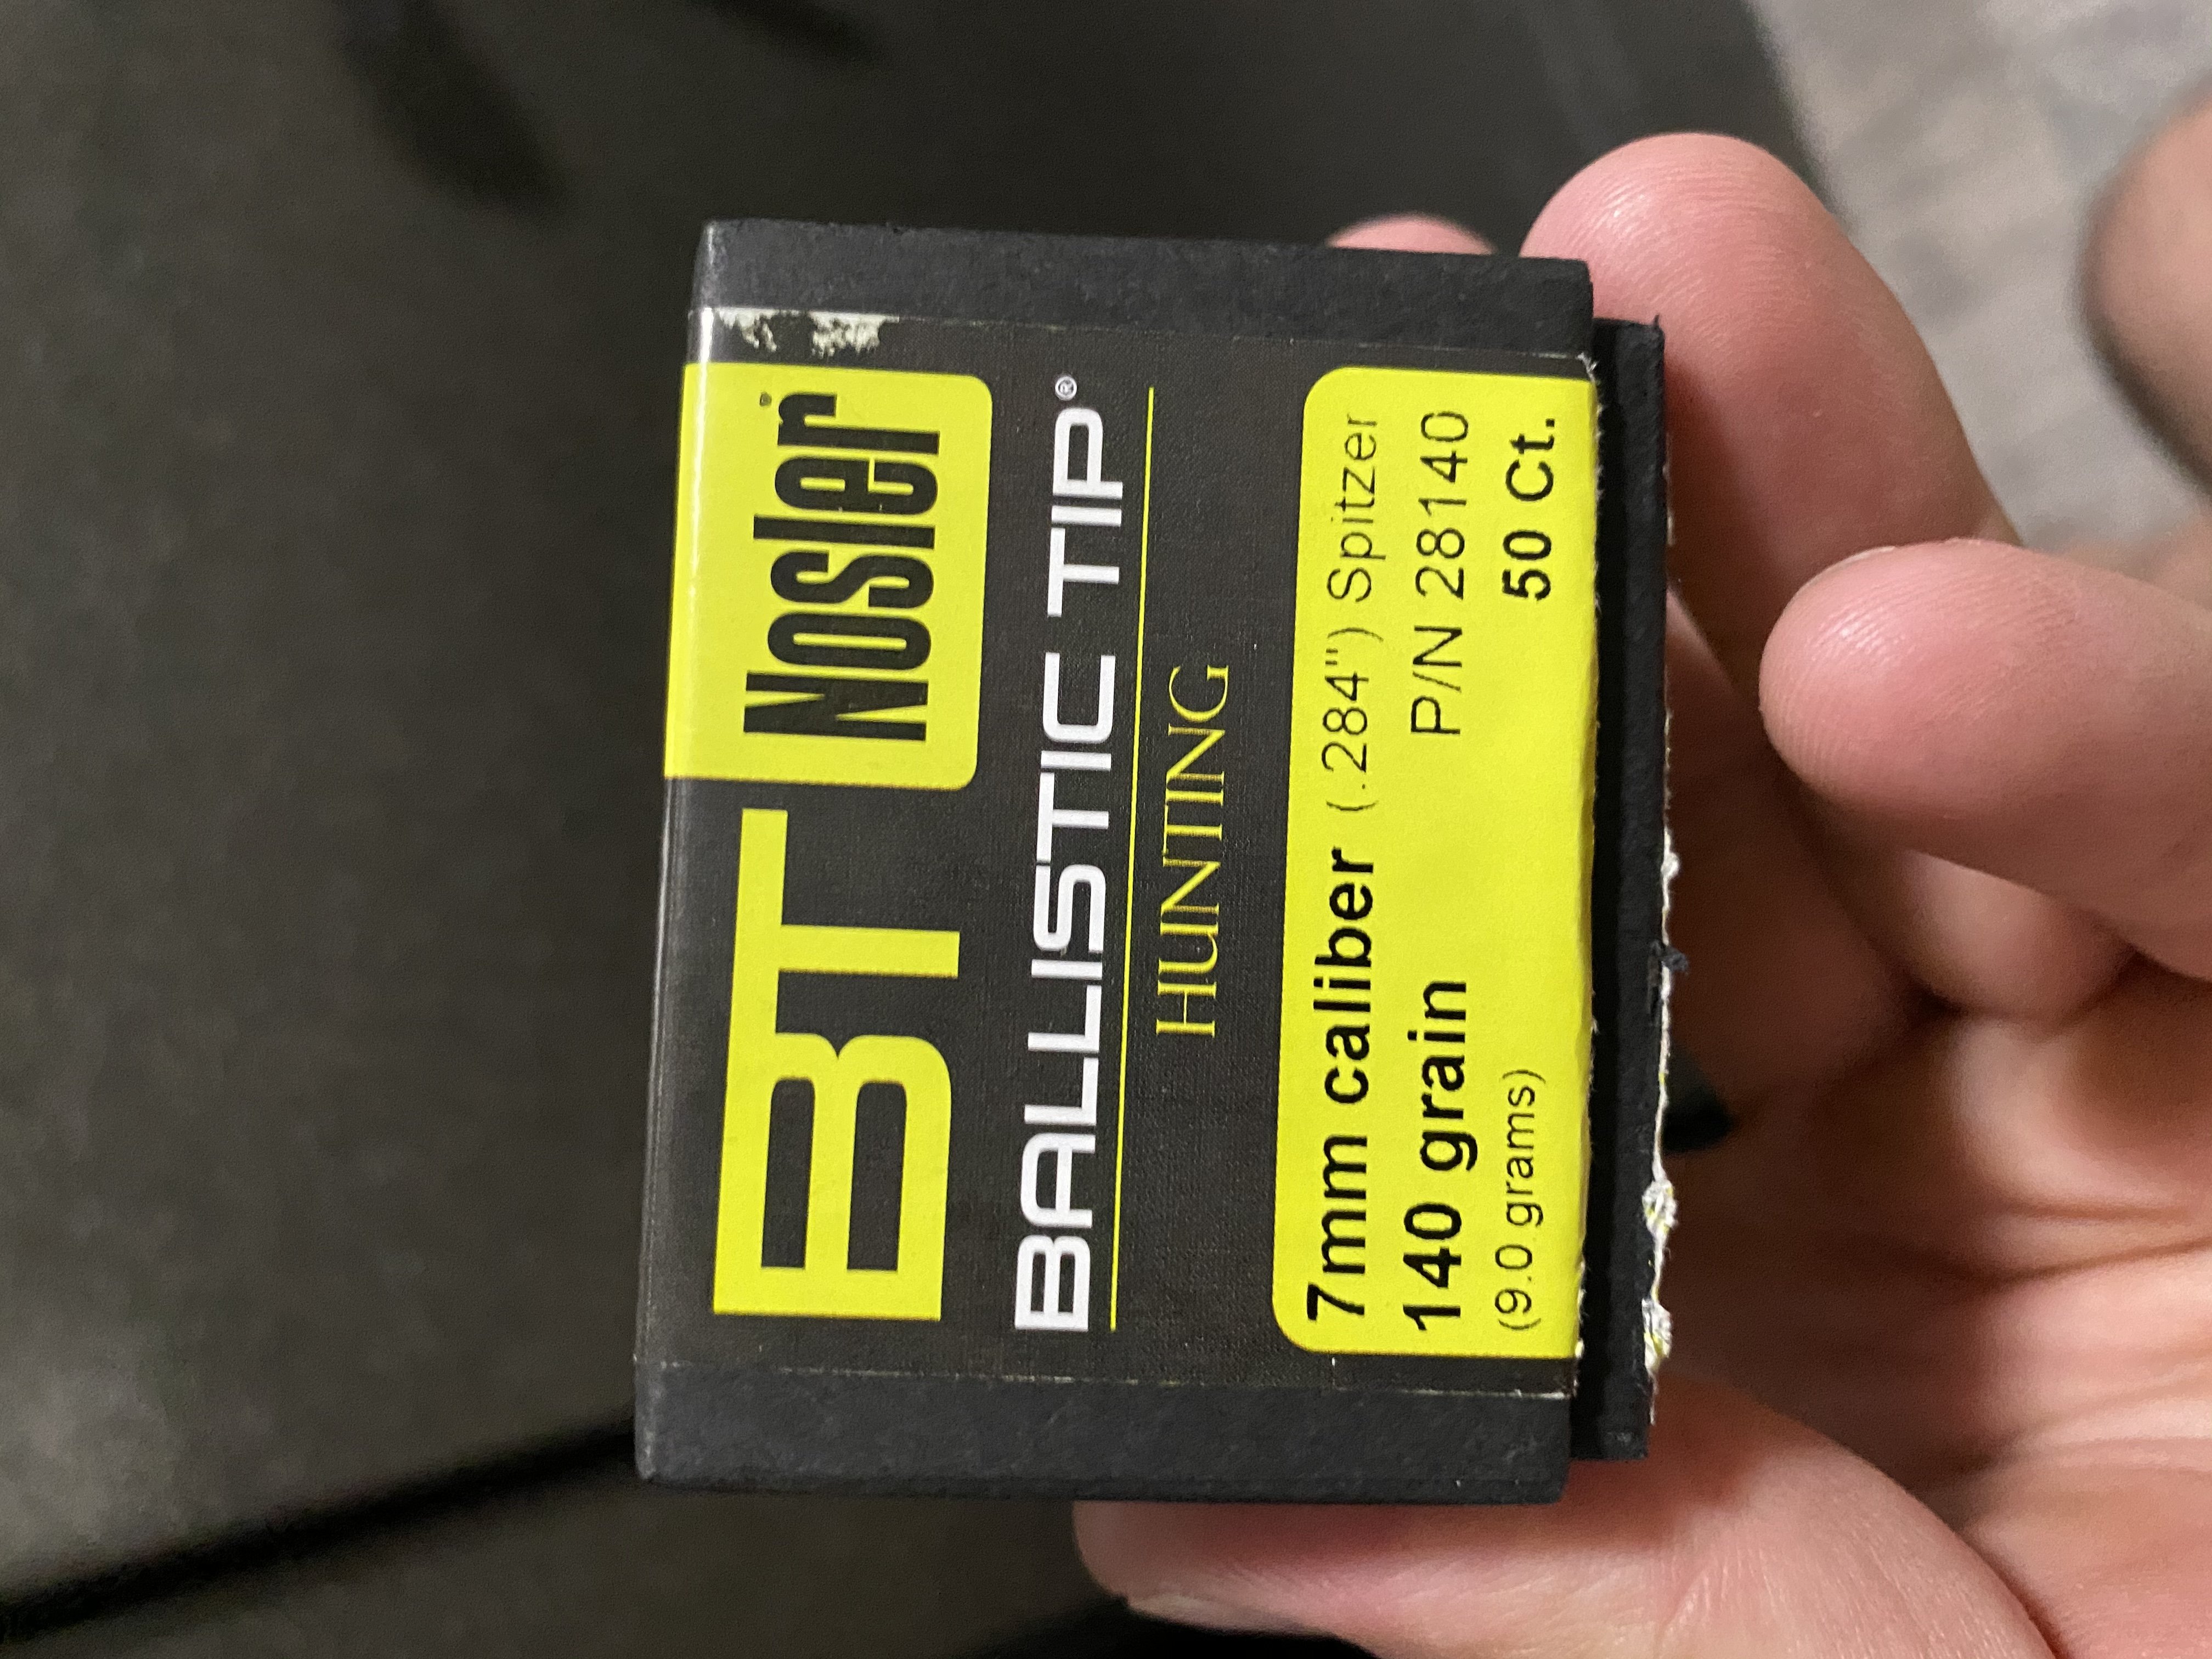 BT Nosler®
BALLISTIC TIP®
HUNTING
7mm caliber (.284") Spitzer
140 grain P/N 28140
(9.0 grams) 50 Ct.